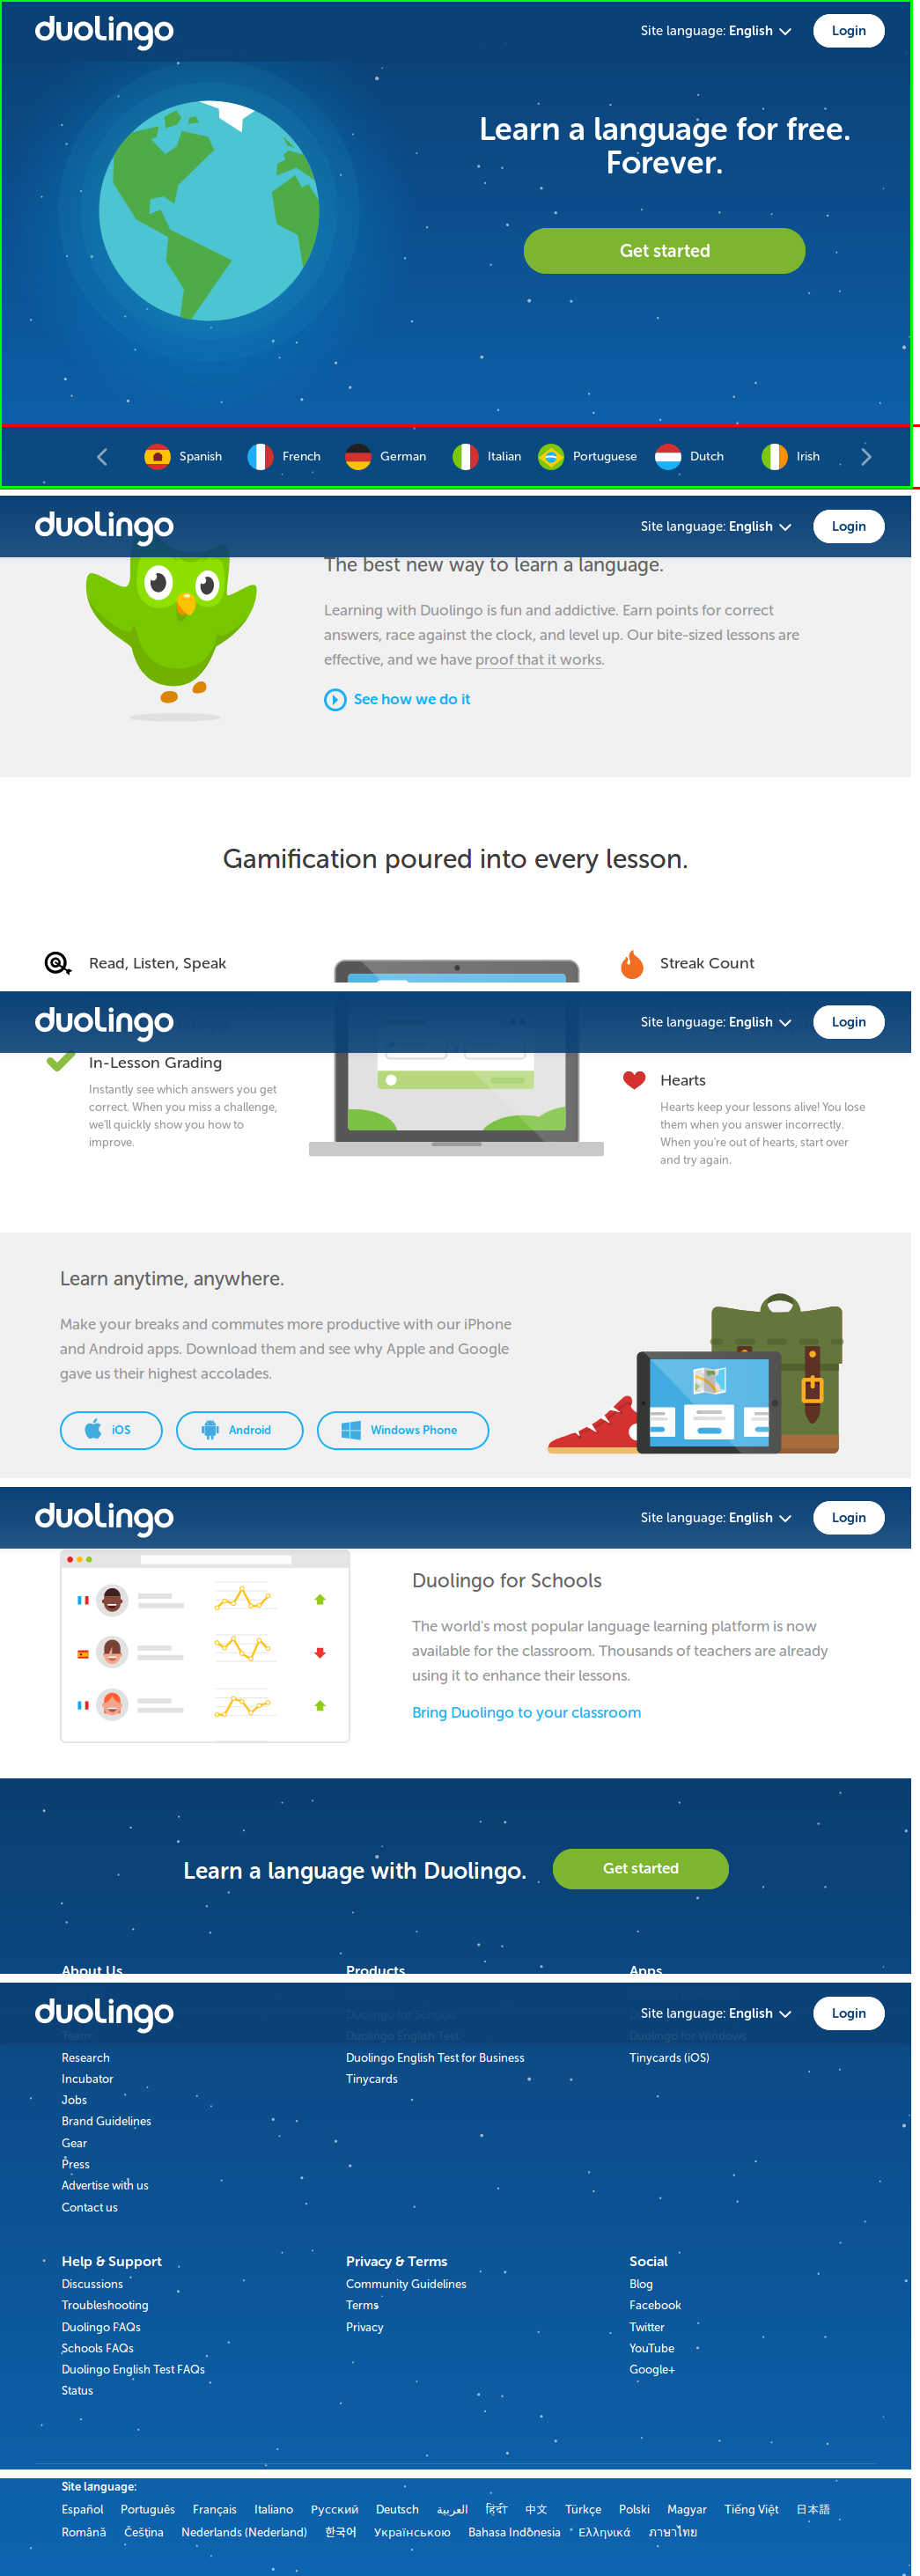 duolingo Site language: English Login
Learn a language for free.
Forever.
Get started
Spanish French German Italian Portuguese Dutch Irish
duolingo Site language: English Login
The best new way to learn a language.
Learning with Duolingo is fun and addictive. Earn points for correct
answers, race against the clock, and level up. Our bite-sized lessons are
effective, and we have proof that it works.
See how we do it
Gamification poured into every lesson.
Read, Listen, Speak
Streak Count
duolingo Site language: English Login
In-Lesson Grading
Instantly see which answers you get
correct. When you miss a challenge,
we'll quickly show you how to
improve.
Hearts
Hearts keep your lessons alive! You lose
them when you answer incorrectly.
When you're out of hearts, start over
and try again.
Learn anytime, anywhere.
Make your breaks and commutes more productive with our iPhone
and Android apps. Download them and see why Apple and Google
gave us their highest accolades.
iOS Android Windows Phone
duolingo Site language: English Login
Duolingo for Schools
The world's most popular language learning platform is now
available for the classroom. Thousands of teachers are already
using it to enhance their lessons.
Bring Duolingo to your classroom
Learn a language with Duolingo. Get started
About Us Products Apps
duolingo Site language: English Login
Duolingo for Schools
Team Duolingo English Test Duolingo for Windows
Research Duolingo English Test for Business Tinycards (iOS)
Incubator Tinycards
Jobs
Brand Guidelines
Gear
Press
Advertise with us
Contact us
Help & Support
Discussions
Troubleshooting
Duolingo FAQs
Schools FAQs
Duolingo English Test FAQs
Status
Privacy & Terms
Community Guidelines
Terms
Privacy
Social
Blog
Facebook
Twitter
YouTube
Google+
Site language:
Español Português Français Italiano Русский Deutsch العربية हिंदी 中文 Türkçe Polski Magyar Tiếng Việt 日本語
Română Čeština Nederlands (Nederland) 한국어 Українською Bahasa Indonesia Ελληνικά ภาษาไทย